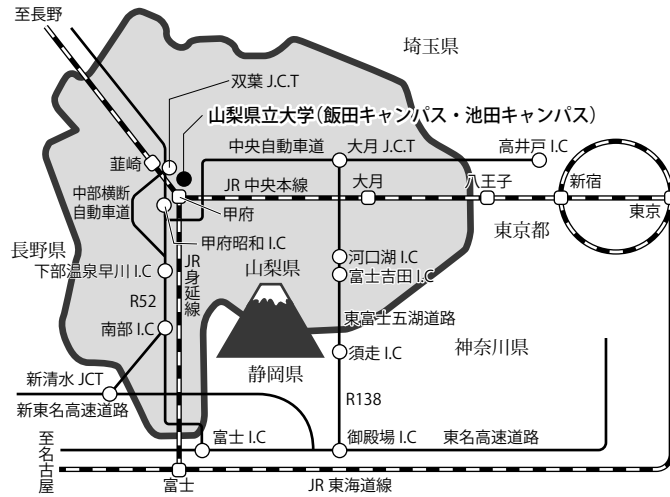 至長野
埼玉県
双葉 J.C.T
山梨県立大学（飯田キャンパス・池田キャンパス）
中央自動車道
大月 J.C.T
高井戸 I.C
韮崎
中部横断
自動車道
JR 中央本線
大月
八王子
新宿
東京
甲府
東京都
長野県
甲府昭和 I.C
下部温泉早川 I.C
JR身延線
山梨県
河口湖 I.C
富士吉田 I.C
R52
南部 I.C
東富士五湖道路
須走 I.C
神奈川県
静岡県
新清水 JCT
新東名高速道路
R138
至名古屋
富士 I.C
御殿場 I.C
東名高速道路
富士
JR 東海道線